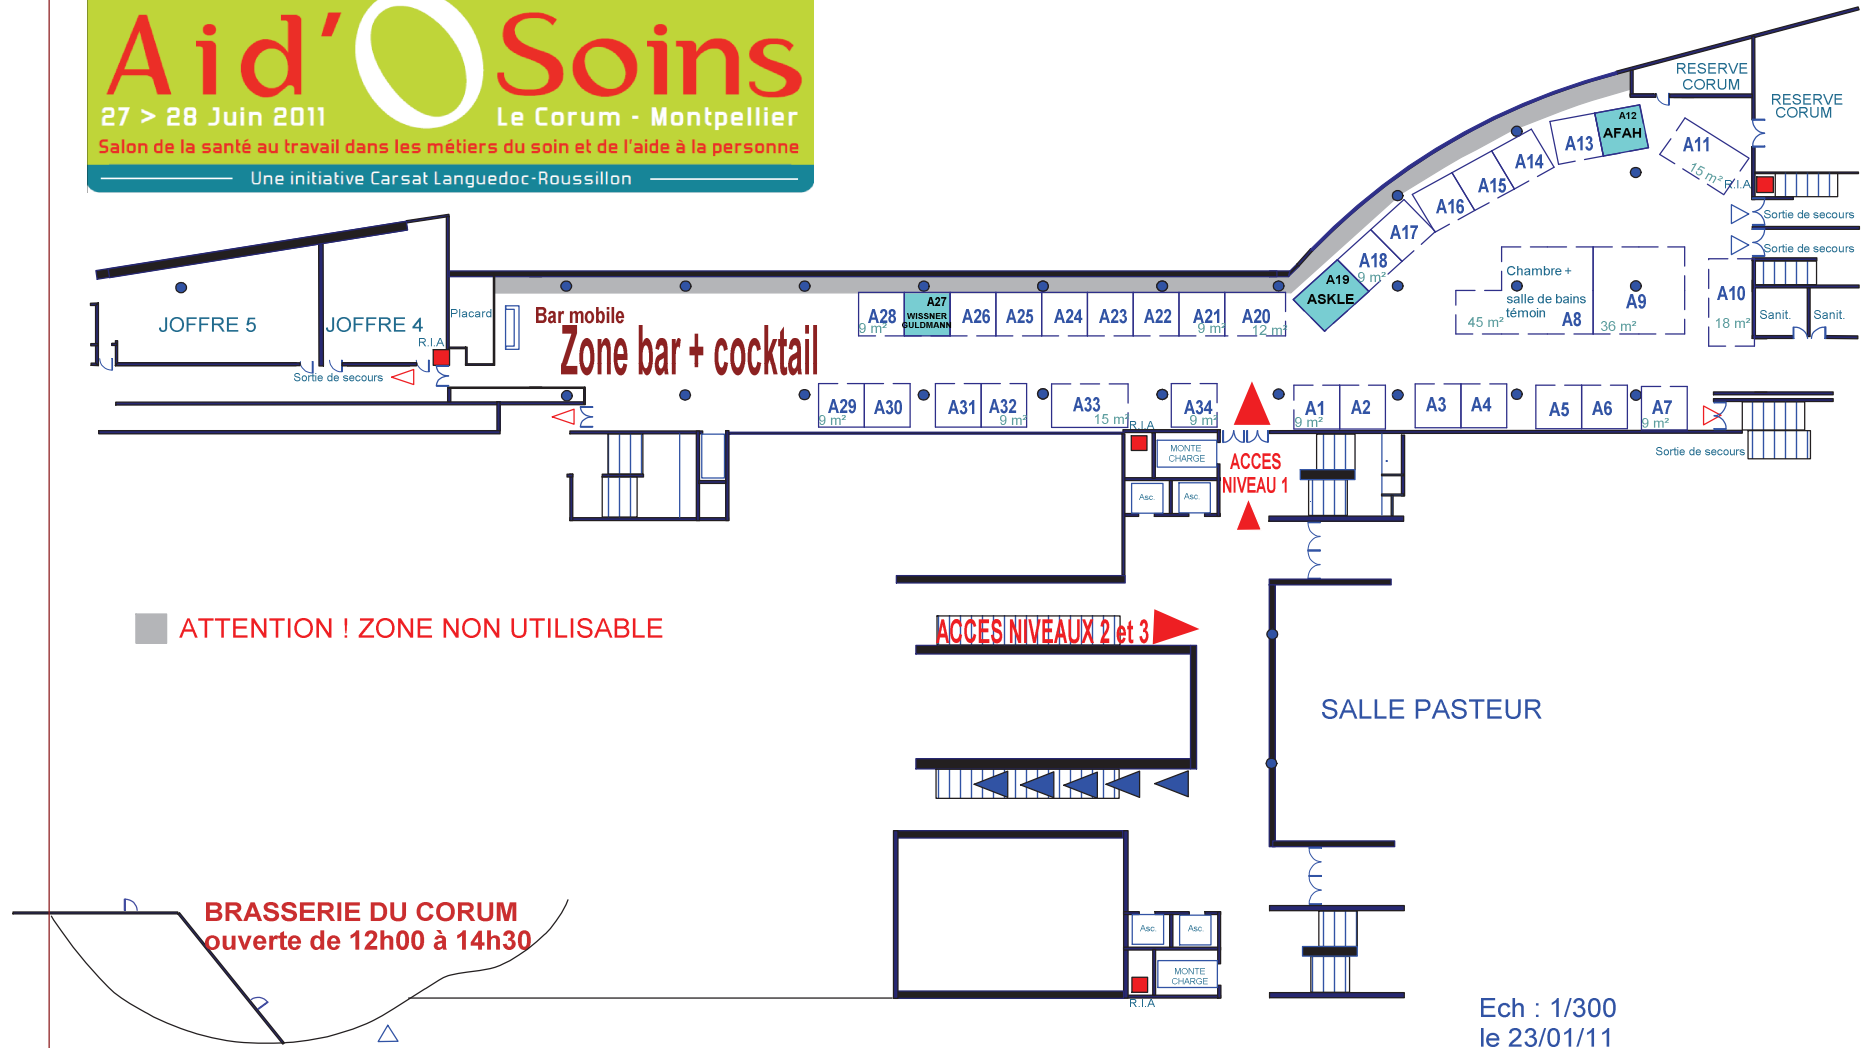 Aid'O Soins
27 > 28 Juin 2011
Le Corum - Montpellier
Salon de la santé au travail dans les métiers du soin et de l'aide à la personne
Une initiative Carsat Languedoc-Roussillon
RESERVE
CORUM
RESERVE
CORUM
A12
AFAH
A13
A11
15 m²
R.I.A
A14
A15
A16
A17
A18
9 m²
A19
ASKLE
Sortie de secours
Sortie de secours
Chambre +
salle de bains
témoin
A8
45 m²
A9
36 m²
A10
18 m²
Sanit.
Sanit.
JOFFRE 5
JOFFRE 4
Placard
R.I.A
Sortie de secours
Bar mobile
Zone bar + cocktail
A28
9 m²
A27
WISSNER
GULDMANN
A26
A25
A24
A23
A22
A21
9 m²
A20
12 m²
A29
9 m²
A30
A31
A32
9 m²
A33
15 m²
A34
9 m²
A1
9 m²
A2
A3
A4
A5
A6
A7
9 m²
Sortie de secours
R.I.A
MONTE
CHARGE
Asc.
Asc.
ACCES
NIVEAU 1
ATTENTION ! ZONE NON UTILISABLE
ACCES NIVEAUX 2 et 3
SALLE PASTEUR
BRASSERIE DU CORUM
ouverte de 12h00 à 14h30
Asc.
Asc.
MONTE
CHARGE
R.I.A
Ech : 1/300
le 23/01/11